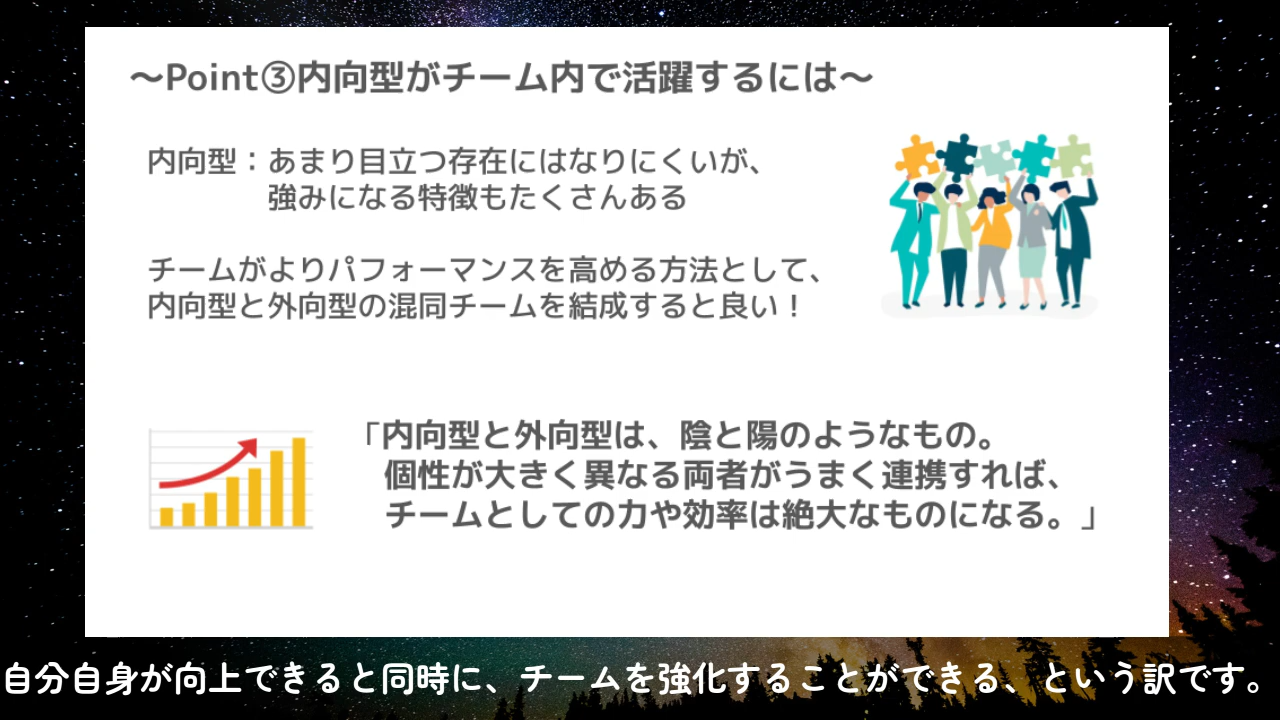 ～Point③内向型がチーム内で活躍するには～
内向型：あまり目立つ存在にはなりにくいが、
強みになる特徴もたくさんある
チームがよりパフォーマンスを高める方法として、
内向型と外向型の混同チームを結成すると良い！
「内向型と外向型は、陰と陽のようなもの。
個性が大きく異なる両者がうまく連携すれば、
チームとしての力や効率は絶大なものになる。」
自分自身が向上できると同時に、チームを強化することができる、という訳です。